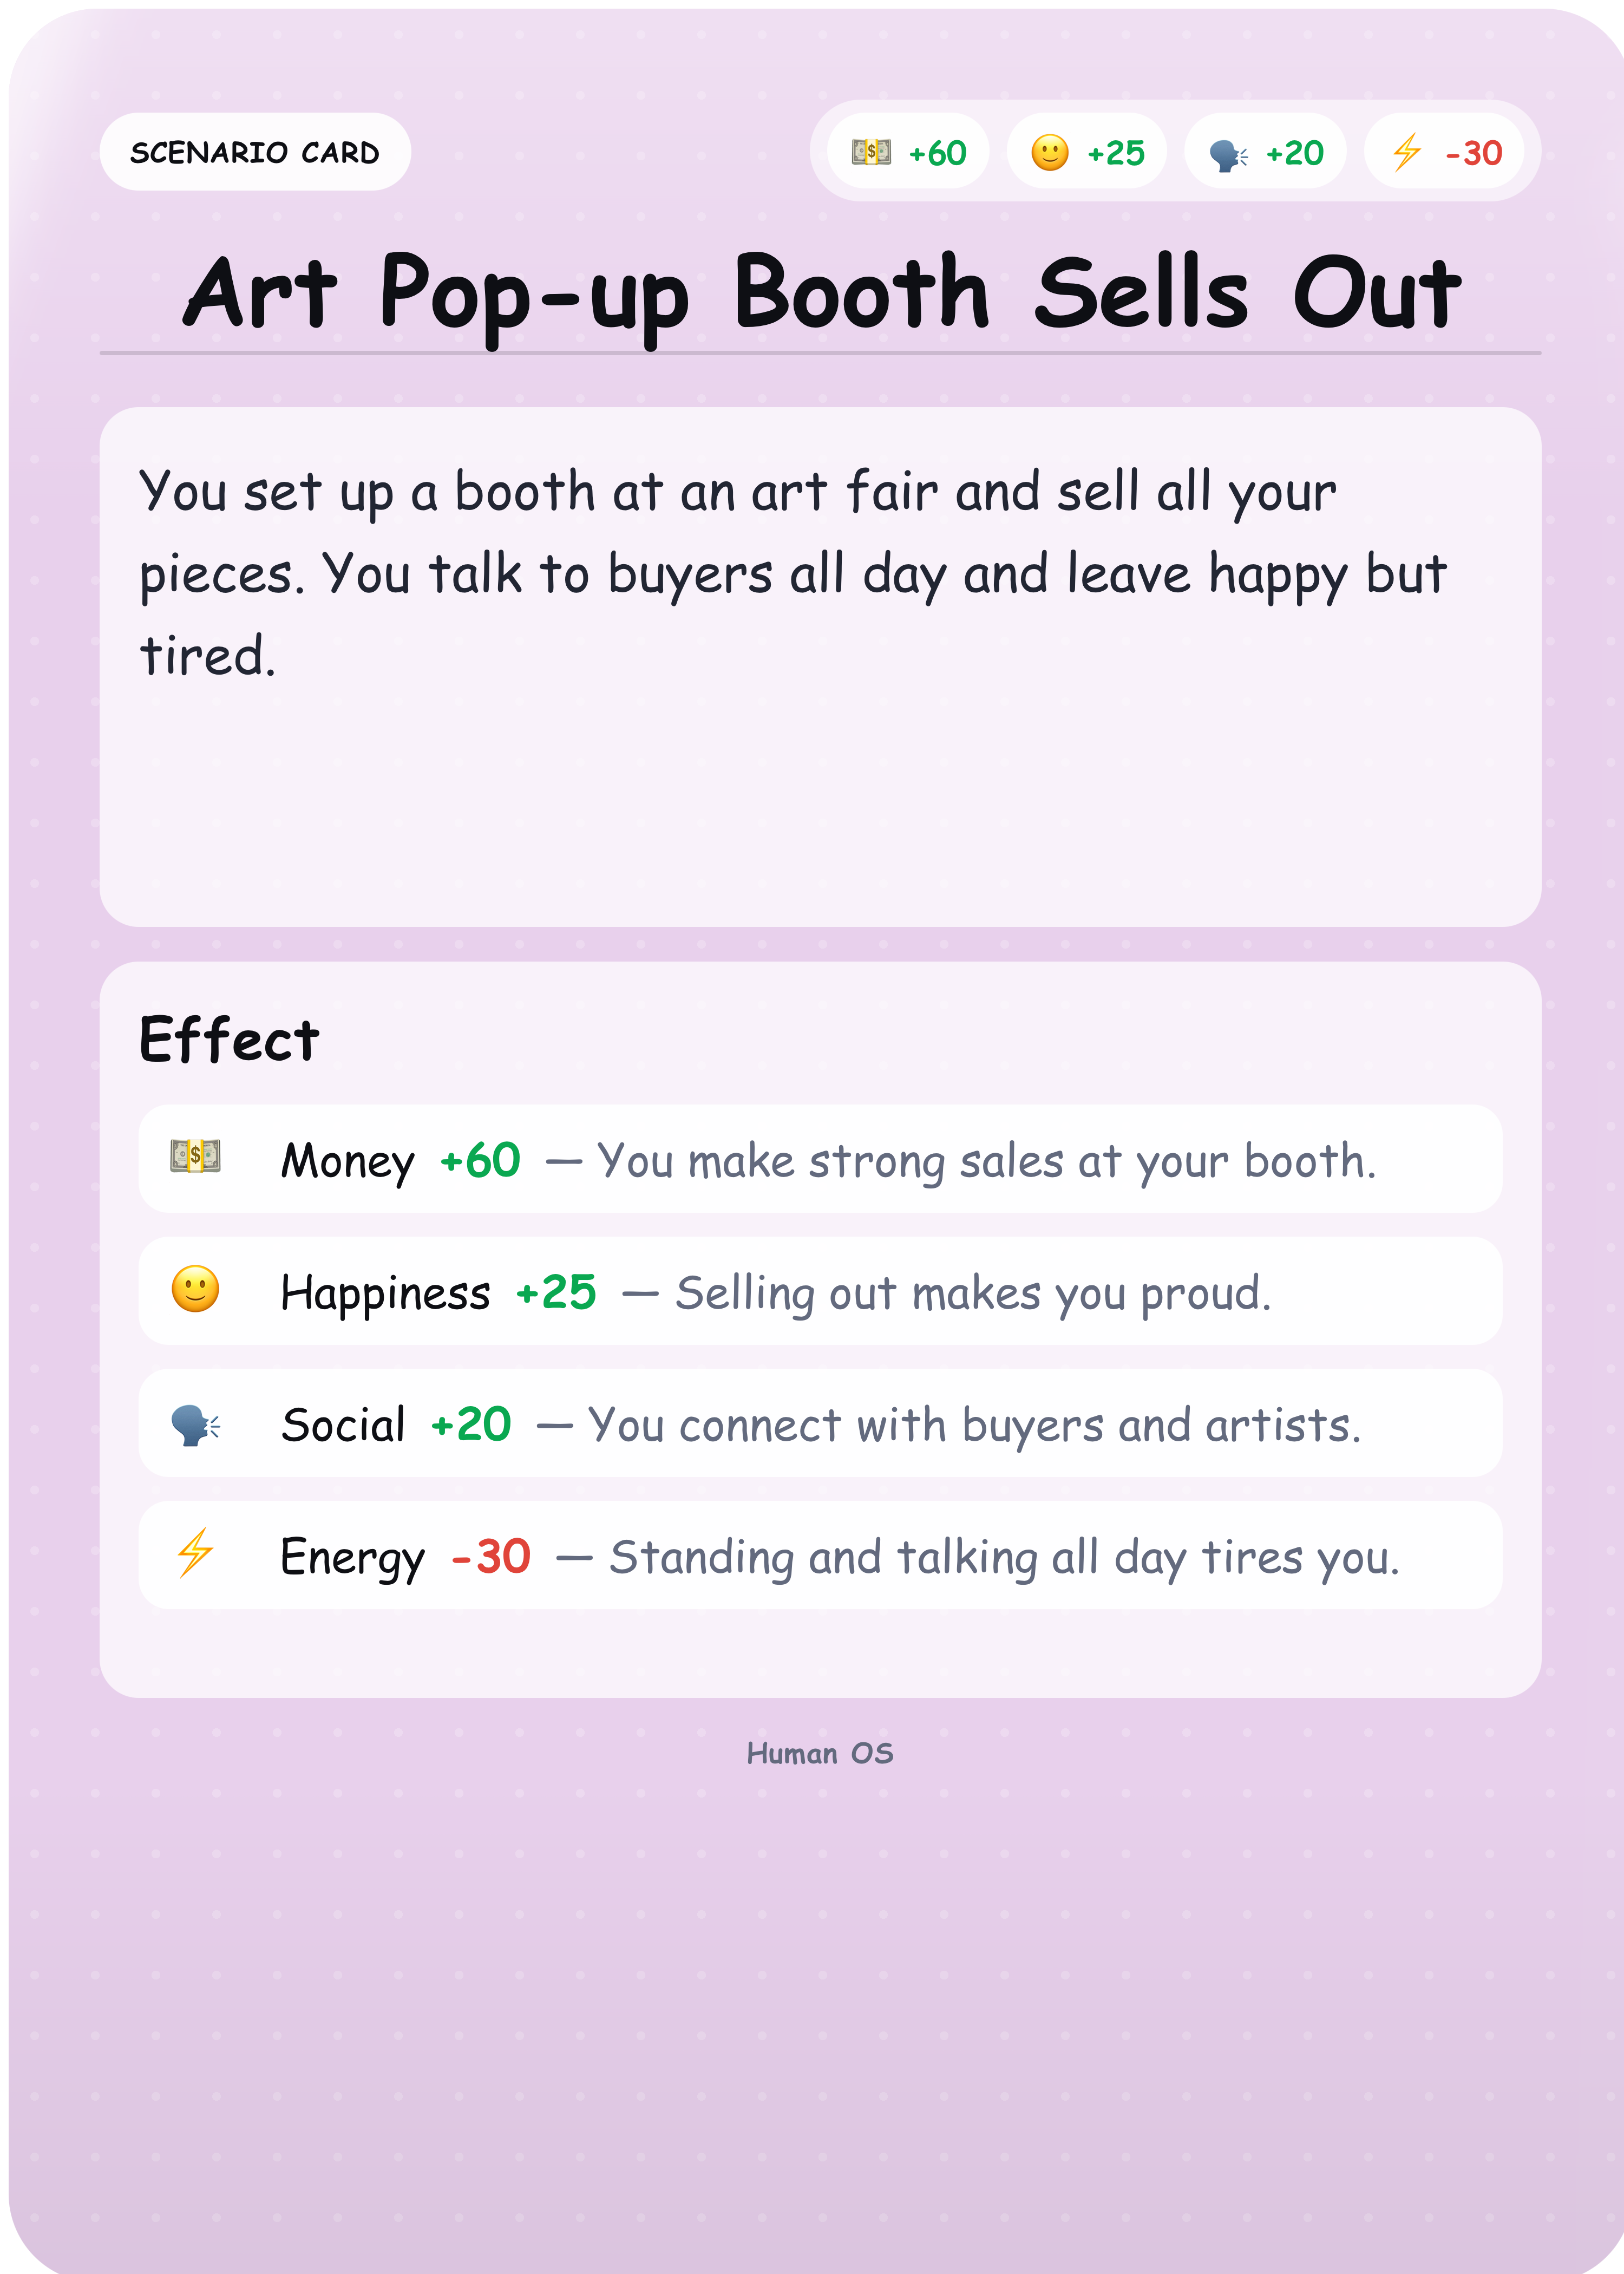 SCENARIO CARD
+60 +25 +20 -30
Art Pop-up Booth Sells Out
You set up a booth at an art fair and sell all your
pieces. You talk to buyers all day and leave happy but
tired.
Effect
Money +60 — You make strong sales at your booth.
Happiness +25 — Selling out makes you proud.
Social +20 — You connect with buyers and artists.
Energy -30 — Standing and talking all day tires you.
Human OS